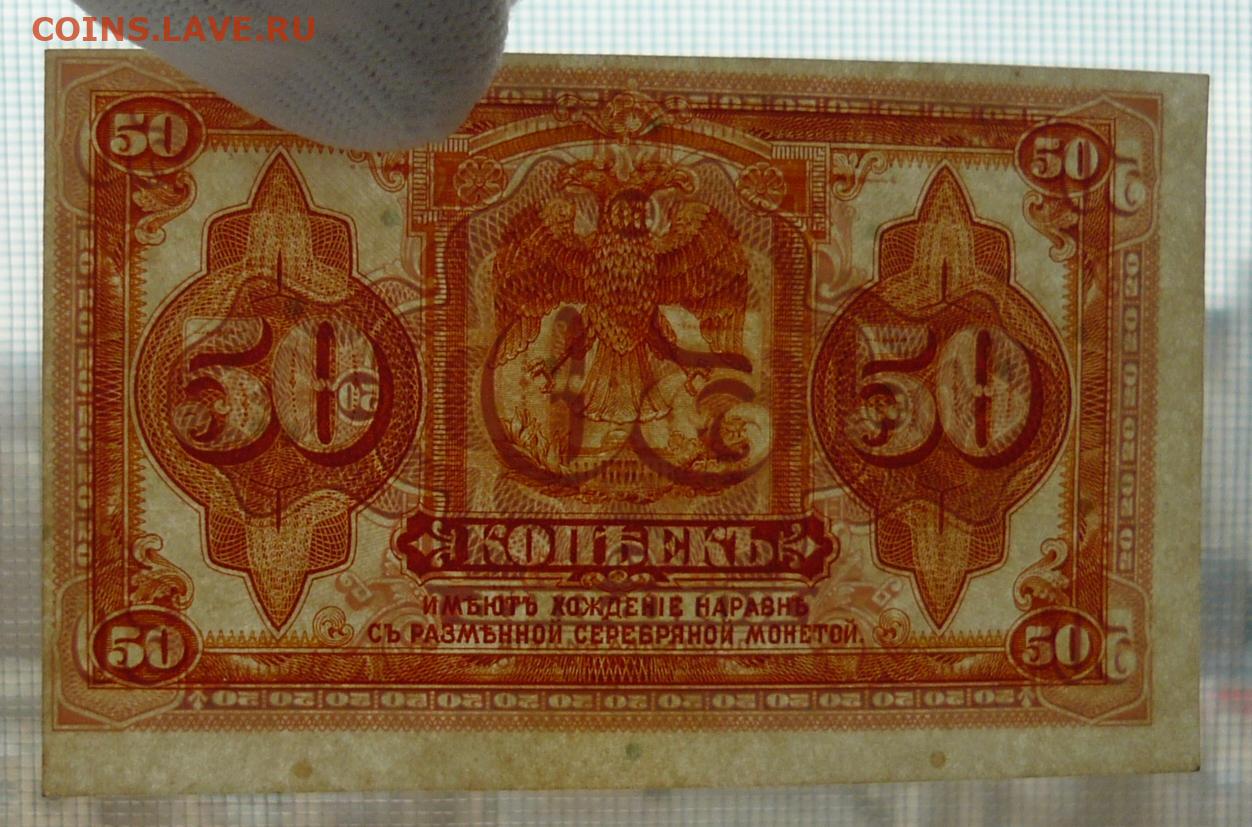 COINS.LAVE.RU
50 50
50 50
КОПѢЕКЪ
ИМѢЮТЪ ХОЖДЕНІЕ НАРАВНѢ
СЪ РАЗМѢННОЙ СЕРЕБРЯНОЙ МОНЕТОЙ.
50 50